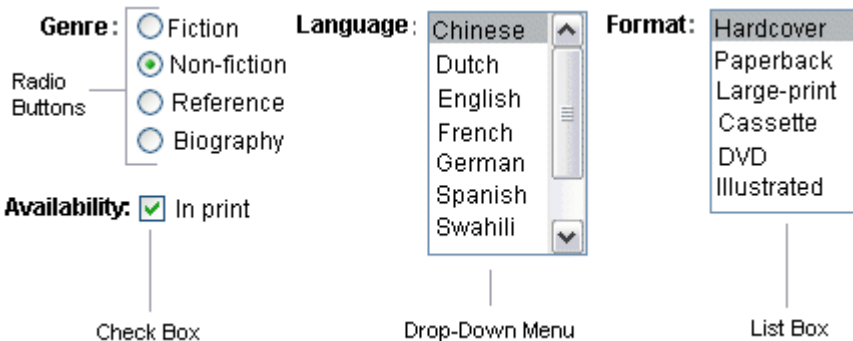 Genre:
Fiction
Non-fiction
Reference
Biography
Radio
Buttons
Availability:
In print
Check Box
Language:
Chinese
Dutch
English
French
German
Spanish
Swahili
Drop-Down Menu
Format:
Hardcover
Paperback
Large-print
Cassette
DVD
Illustrated
List Box